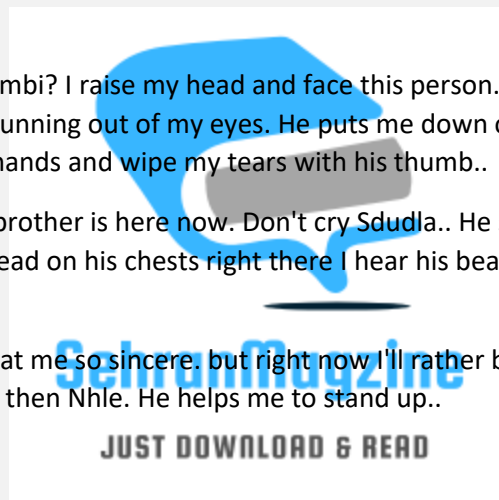 mbi? I raise my head and face this person.
unning out of my eyes. He puts me down
hands and wipe my tears with his thumb..
brother is here now. Don't cry Sdudla.. He
ead on his chests right there I hear his bea
at me so sincere. but right now I'll rather b
SehranMagzine
then Nhle. He helps me to stand up..
JUST DOWNLOAD & READ